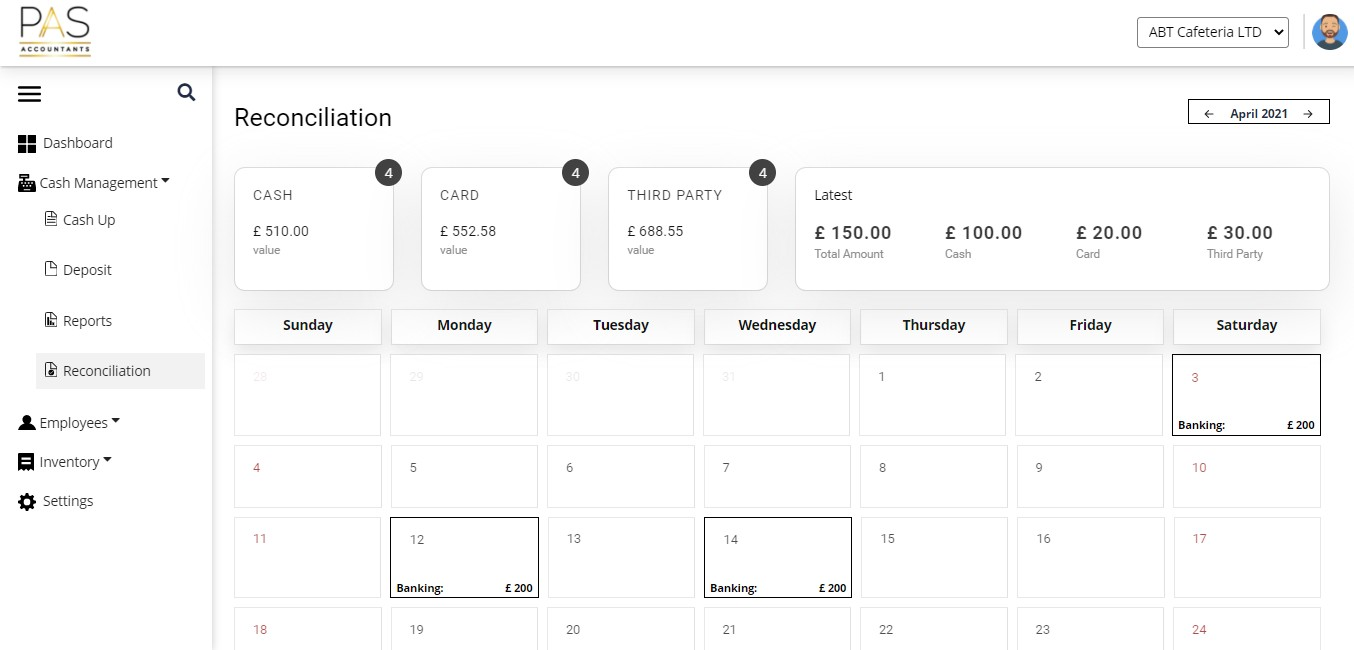 PAS
ACCOUNTANTS
ABT Cafeteria LTD
Dashboard
Cash Management
Cash Up
Deposit
Reports
Reconciliation
Employees
Inventory
Settings
Reconciliation
← April 2021 →
4
CASH
£ 510.00
value
4
CARD
£ 552.58
value
4
THIRD PARTY
£ 688.55
value
Latest
£ 150.00 £ 100.00 £ 20.00 £ 30.00
Total Amount Cash Card Third Party
Sunday Monday Tuesday Wednesday Thursday Friday Saturday
28 29 30 31 1 2 3
Banking: £ 200
4 5 6 7 8 9 10
11 12 13 14 15 16 17
Banking: £ 200 Banking: £ 200
18 19 20 21 22 23 24